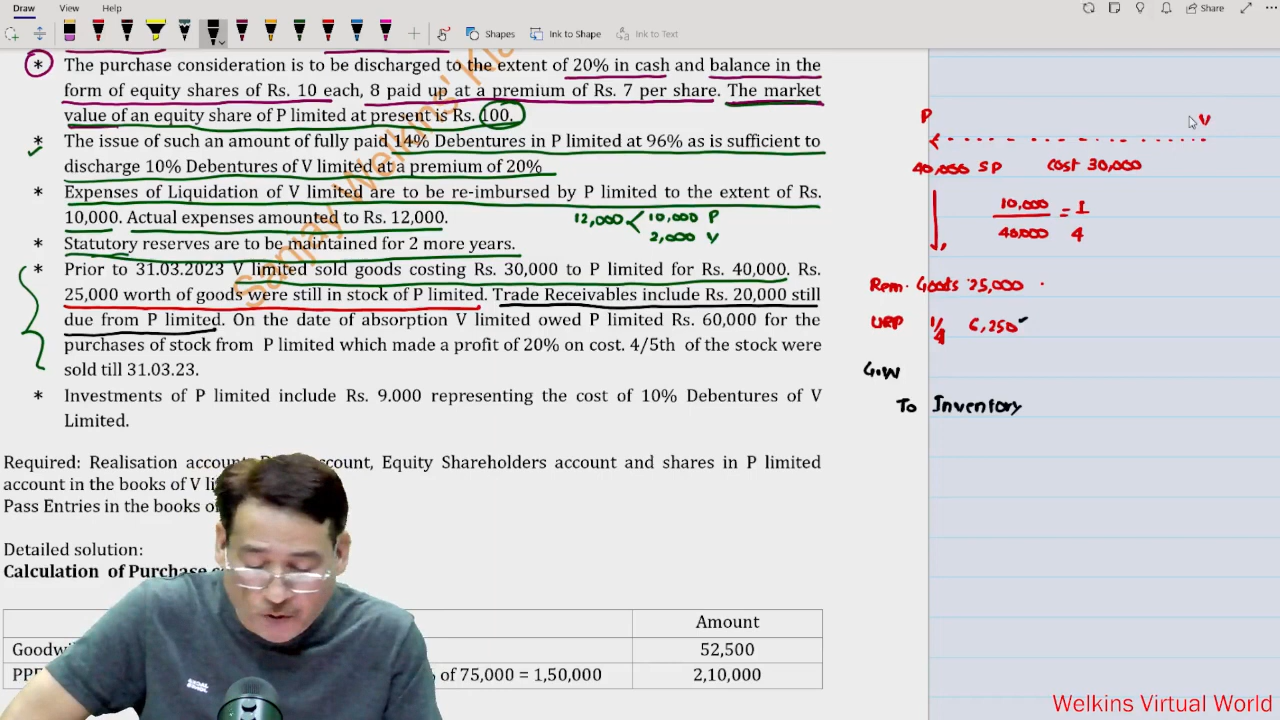 Draw View Help
Shapes Ink to Shape Ink to Text Share
* The purchase consideration is to be discharged to the extent of 20% in cash and balance in the
form of equity shares of Rs. 10 each, 8 paid up at a premium of Rs. 7 per share. The market
value of an equity share of P limited at present is Rs. 100.
* The issue of such an amount of fully paid 14% Debentures in P limited at 96% as is sufficient to
discharge 10% Debentures of V limited at a premium of 20%
* Expenses of Liquidation of V limited are to be re-imbursed by P limited to the extent of Rs.
10,000. Actual expenses amounted to Rs. 12,000.
12,000 < 10,000 P
2,000 V
* Statutory reserves are to be maintained for 2 more years.
* Prior to 31.03.2023 V limited sold goods costing Rs. 30,000 to P limited for Rs. 40,000. Rs.
25,000 worth of goods were still in stock of P limited. Trade Receivables include Rs. 20,000 still
due from P limited. On the date of absorption V limited owed P limited Rs. 60,000 for the
purchases of stock from P limited which made a profit of 20% on cost. 4/5th of the stock were
sold till 31.03.23.
* Investments of P limited include Rs. 9.000 representing the cost of 10% Debentures of V
Limited.
Required: Realisation account, account, Equity Shareholders account and shares in P limited
account in the books of V
Pass Entries in the books of
Detailed solution:
Calculation of Purchase
Amount
52,500
of 75,000 = 1,50,000 2,10,000
P V
40,000 SP Cost 30,000
10,000 = 1
40,000 4
Rem. Goods 25,000
URP 1/4 6,250
G.W
To Inventory
Sanjay Welkins' Kla
Welkins Virtual World